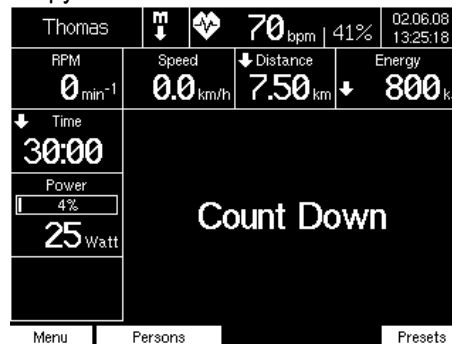 Thomas m 70 bpm | 41% 02.06.08
13:25:18
RPM Speed Distance Energy
0 min-1 0.0 km/h 7.50 km 800 k
Time
30:00
Power
4%
25 Watt
Count Down
Menu Persons Presets